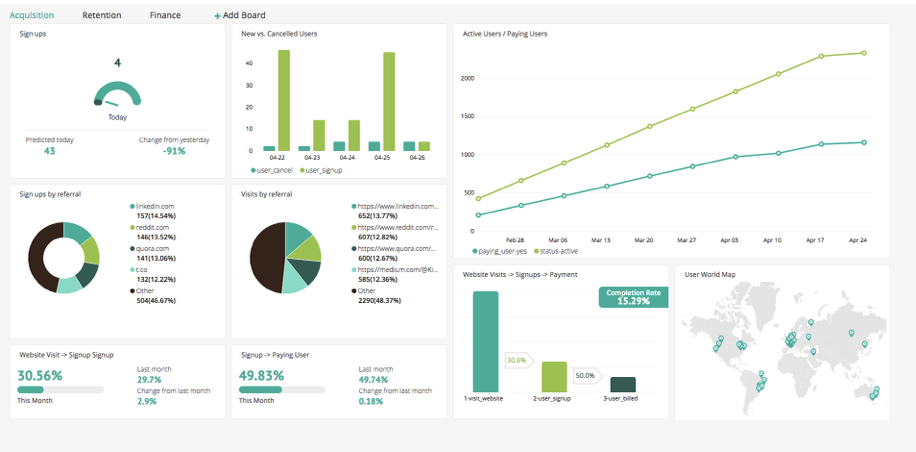 Acquisition Retention Finance + Add Board
Sign ups
4
Today
Predicted today Change from yesterday
43 -91%
New vs. Cancelled Users
40
30
20
10
0
04-22 04-23 04-24 04-25 04-26
user_cancel user_signup
Active Users / Paying Users
2000
1500
1000
500
0
Feb 28 Mar 06 Mar 13 Mar 20 Mar 27 Apr 03 Apr 10 Apr 17 Apr 24
paying_user-yes status-active
Sign ups by referral
linkedin.com
157(14.54%)
reddit.com
146(13.52%)
quora.com
141(13.06%)
t.co
132(12.22%)
Other
504(46.67%)
Visits by referral
https://www.linkedin.com...
652(13.77%)
https://www.reddit.com/r...
607(12.82%)
https://www.quora.com/...
600(12.67%)
https://medium.com/@Ki...
585(12.36%)
Other
2290(48.37%)
Website Visits -> Signups -> Payment
Completion Rate
15.29%
30.6%
50.0%
1-visit_website 2-user_signup 3-user_billed
User World Map
Website Visit -> Signup Signup
30.56%
This Month
Last month
29.7%
Change from last month
2.9%
Signup -> Paying User
49.83%
This Month
Last month
49.74%
Change from last month
0.18%